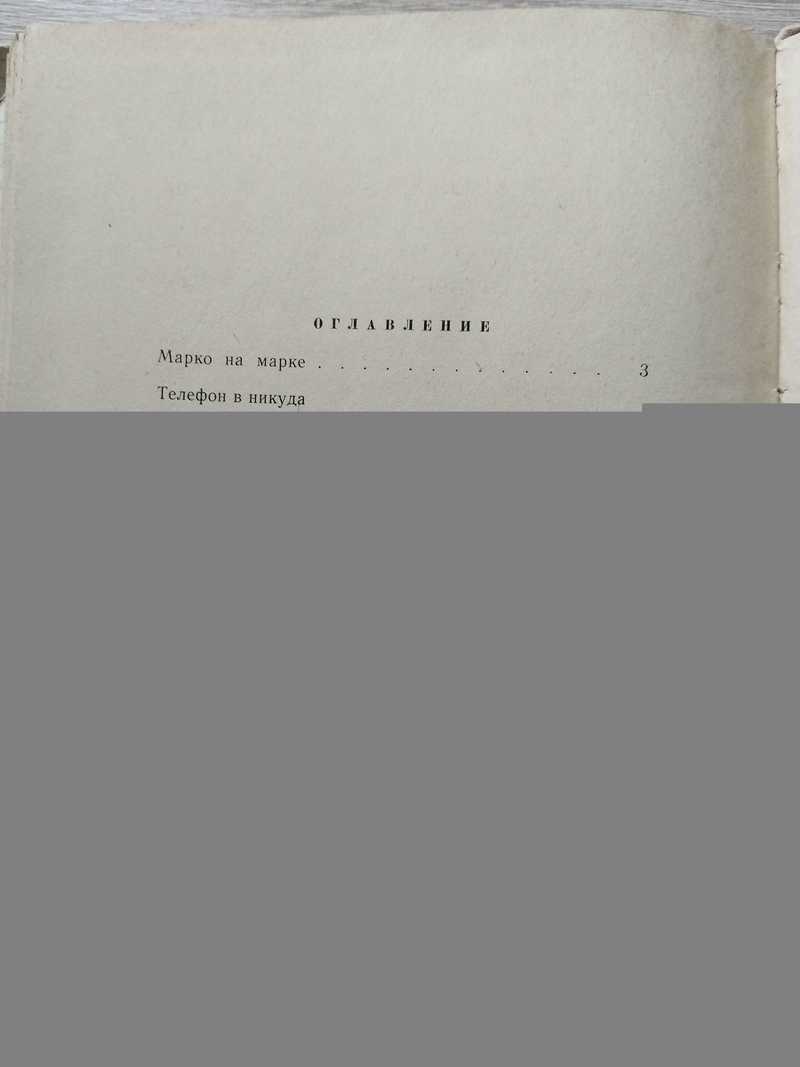 ОГЛАВЛЕНИЕ
Марко на марке . . . . . . . . . . . . . 3
Телефон в никуда